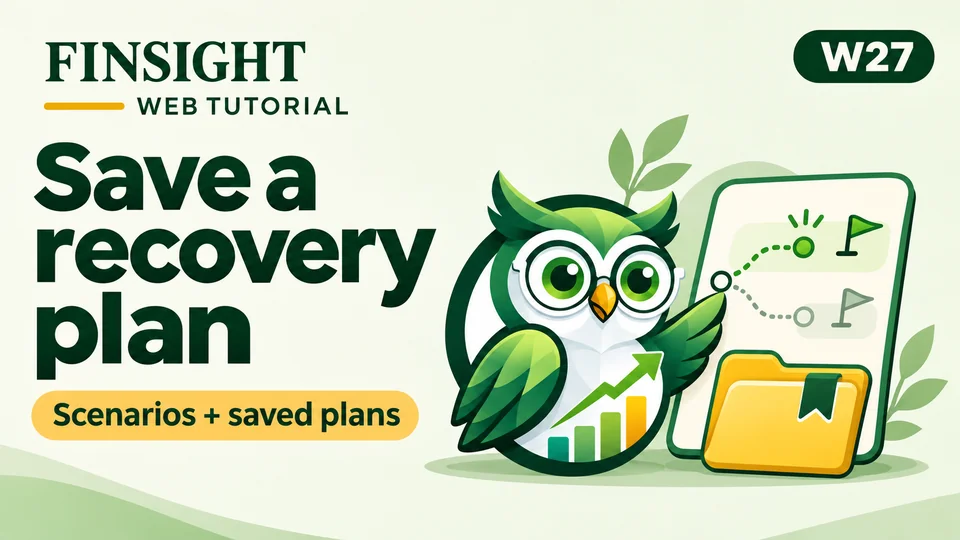 FINSIGHT
WEB TUTORIAL
W27
Save a
recovery
plan
Scenarios + saved plans